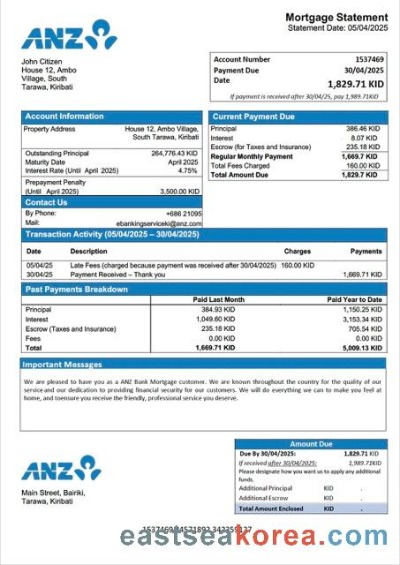 Mortgage Statement
Statement Date: 05/04/2025
ANZ
John Citizen
House 12, Ambo
Village, South
Tarawa, Kiribati
Account Number 1537469
Payment Due 30/04/2025
Date
1,829.71 KID
If payment is received after 30/04/25, pay 1,989.71KID
Account Information
Property Address House 12, Ambo Village,
South Tarawa, Kiribati
Outstanding Principal 264,776.43 KID
Maturity Date April 2025
Interest Rate (Until April 2025) 4.75%
Prepayment Penalty
(Until April 2025) 3,500.00 KID
Contact Us
By Phone: +686 21095
Mail: ebankingserviceki@anz.com
Current Payment Due
Principal 386.46 KID
Interest 8.07 KID
Escrow (for Taxes and Insurance) 235.18 KID
Regular Monthly Payment 1,669.7 KID
Total Fees Charged 160.00 KID
Total Amount Due 1,829.7 KID
Transaction Activity (05/04/2025 – 30/04/2025)
Date Description Charges Payments
05/04/25 Late Fees (charged because payment was received after 30/04/2025) 160.00 KID
30/04/25 Payment Received – Thank you 1,669.71 KID
Past Payments Breakdown
Paid Last Month Paid Year to Date
Principal 384.93 KID 1,150.25 KID
Interest 1,049.60 KID 3,153.34 KID
Escrow (Taxes and Insurance) 235.18 KID 705.54 KID
Fees 0.00 KID 0.00 KID
Total 1,669.71 KID 5,009.13 KID
Important Messages
We are pleased to have you as a ANZ Bank Mortgage customer. We are known throughout the country for the quality of our
service and our dedication to providing financial security for our customers. We will do everything we can to make you feel at
home, and toensure you receive the friendly, professional service you deserve.
ANZ
Main Street, Bairiki,
Tarawa, Kiribati
Amount Due
Due By 30/04/2025: 1,829.71 KID
If received after 30/04/2025: 1,989.71KID
Please designate how you want us to apply any additional
funds.
Additional Principal KID .
Additional Escrow KID .
Total Amount Enclosed KID .
eastseakorea.com